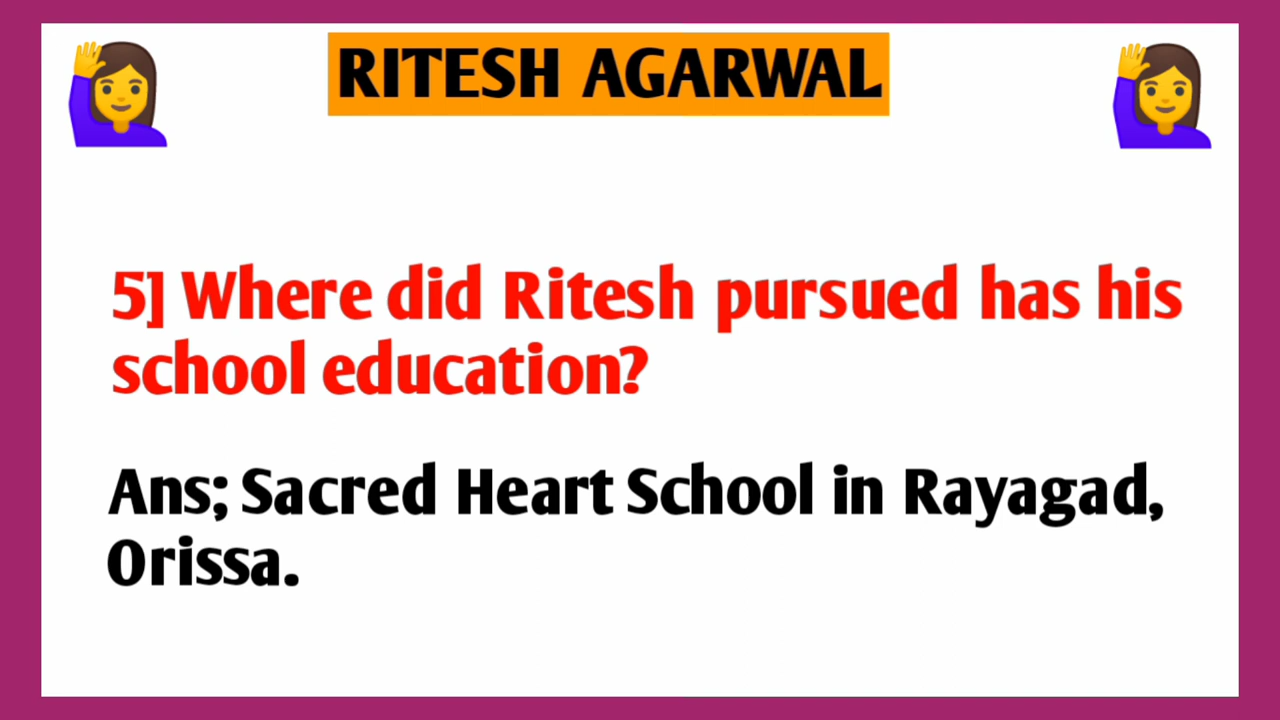 RITESH AGARWAL
5] Where did Ritesh pursued has his
school education?
Ans; Sacred Heart School in Rayagad,
Orissa.